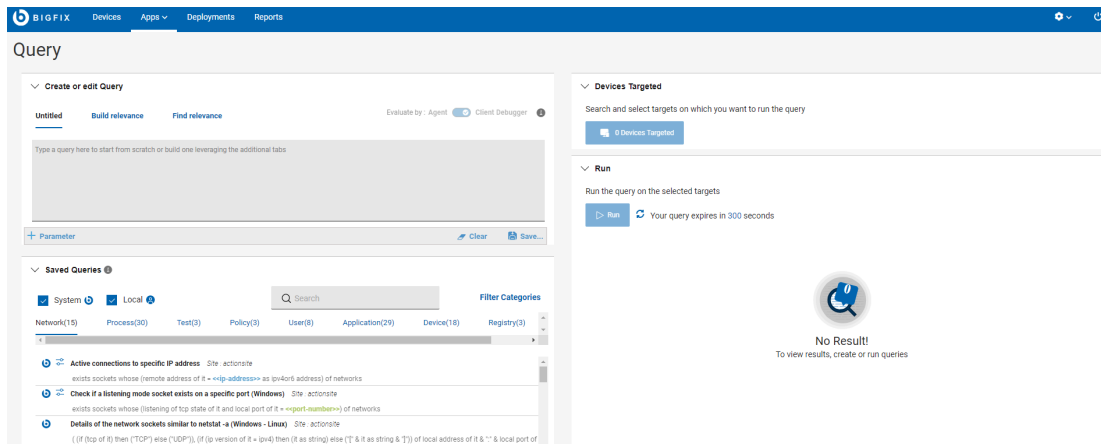 BIGFIX Devices Apps Deployments Reports
Query
Create or edit Query
Untitled Build relevance Find relevance Evaluate by : Agent Client Debugger
Type a query here to start from scratch or build one leveraging the additional tabs
+ Parameter Clear Save...
Saved Queries
System Local Search Filter Categories
Network(15) Process(30) Test(3) Policy(3) User(8) Application(29) Device(18) Registry(3)
Active connections to specific IP address Site : actionsite
exists sockets whose (remote address of it = <<ip-address>> as ipv4or6 address) of networks
Check if a listening mode socket exists on a specific port (Windows) Site : actionsite
exists sockets whose (listening of tcp state of it and local port of it = <<port-number>>) of networks
Details of the network sockets similar to netstat -a (Windows - Linux) Site : actionsite
( (if (tcp of it) then ("TCP") else ("UDP")), (if (ip version of it = ipv4) then (it as string) else ("[" & it as string & "]")) of local address of it & ":" & local port of
Devices Targeted
Search and select targets on which you want to run the query
0 Devices Targeted
Run
Run the query on the selected targets
Run Your query expires in 300 seconds
No Result!
To view results, create or run queries